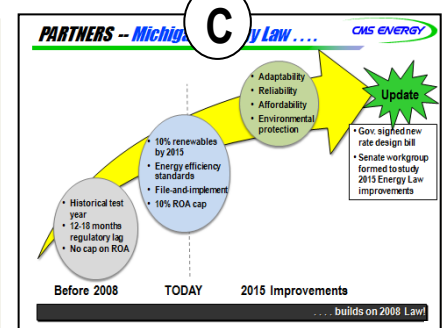 C
PARTNERS -- Michig y Law . . . .
CMS ENERGY
• Adaptability
• Reliability
• Affordability
• Environmental
protection
Update
• Gov. signed new
rate design bill
• Senate workgroup
formed to study
2015 Energy Law
improvements
• 10% renewables
by 2015
• Energy efficiency
standards
• File-and-implement
• 10% ROA cap
• Historical test
year
• 12-18 months
regulatory lag
• No cap on ROA
Before 2008 TODAY 2015 Improvements
. . . . builds on 2008 Law!